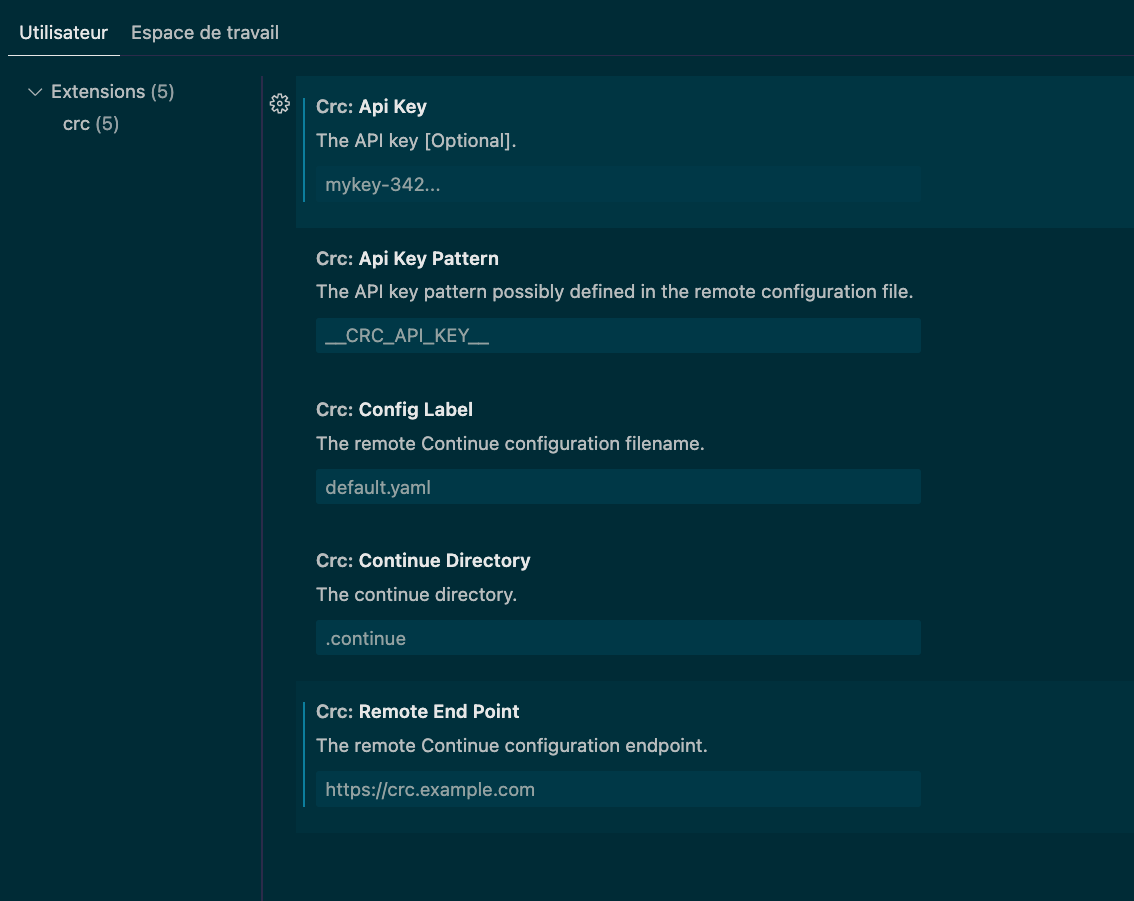 Utilisateur Espace de travail
Extensions (5)
crc (5)
Crc: Api Key
The API key [Optional].
mykey-342...
Crc: Api Key Pattern
The API key pattern possibly defined in the remote configuration file.
__CRC_API_KEY__
Crc: Config Label
The remote Continue configuration filename.
default.yaml
Crc: Continue Directory
The continue directory.
.continue
Crc: Remote End Point
The remote Continue configuration endpoint.
https://crc.example.com